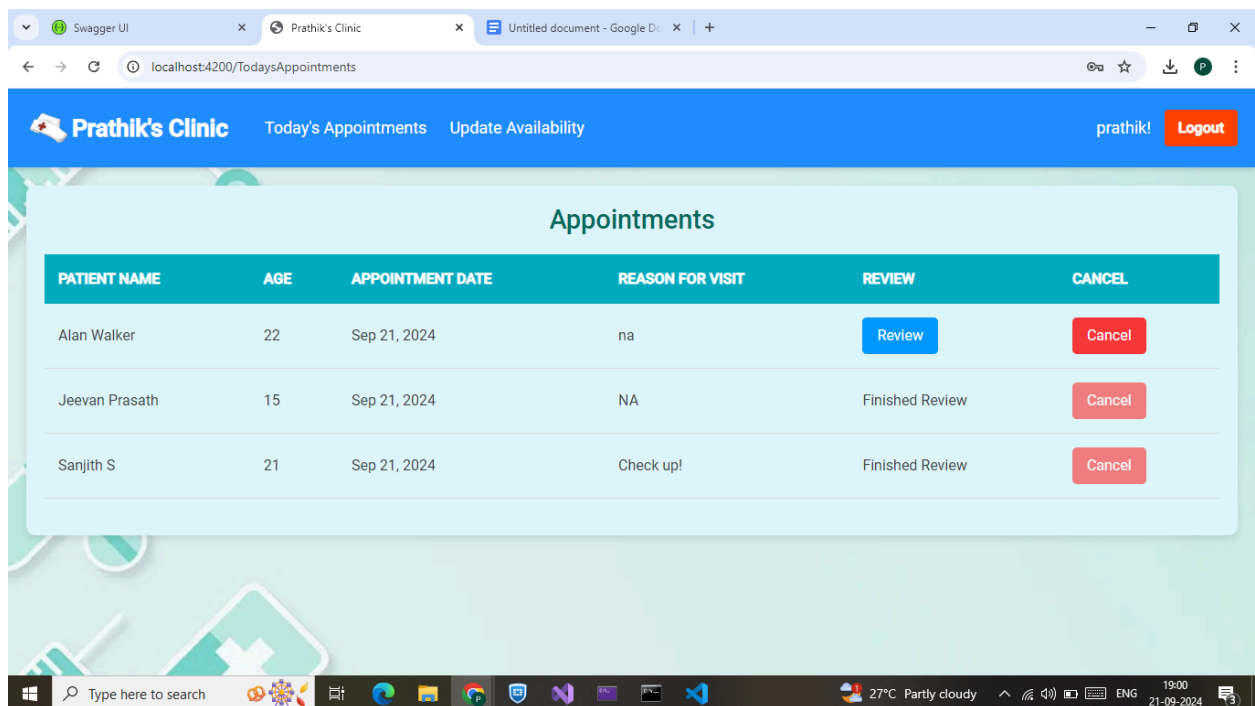 Swagger UI Prathik's Clinic Untitled document - Google Do
localhost:4200/TodaysAppointments P
Prathik's Clinic Today's Appointments Update Availability prathik! Logout
Appointments
PATIENT NAME AGE APPOINTMENT DATE REASON FOR VISIT REVIEW CANCEL
Alan Walker 22 Sep 21, 2024 na Review Cancel
Jeevan Prasath 15 Sep 21, 2024 NA Finished Review Cancel
Sanjith S 21 Sep 21, 2024 Check up! Finished Review Cancel
Type here to search 27°C Partly cloudy ENG 19:00
21-09-2024 3